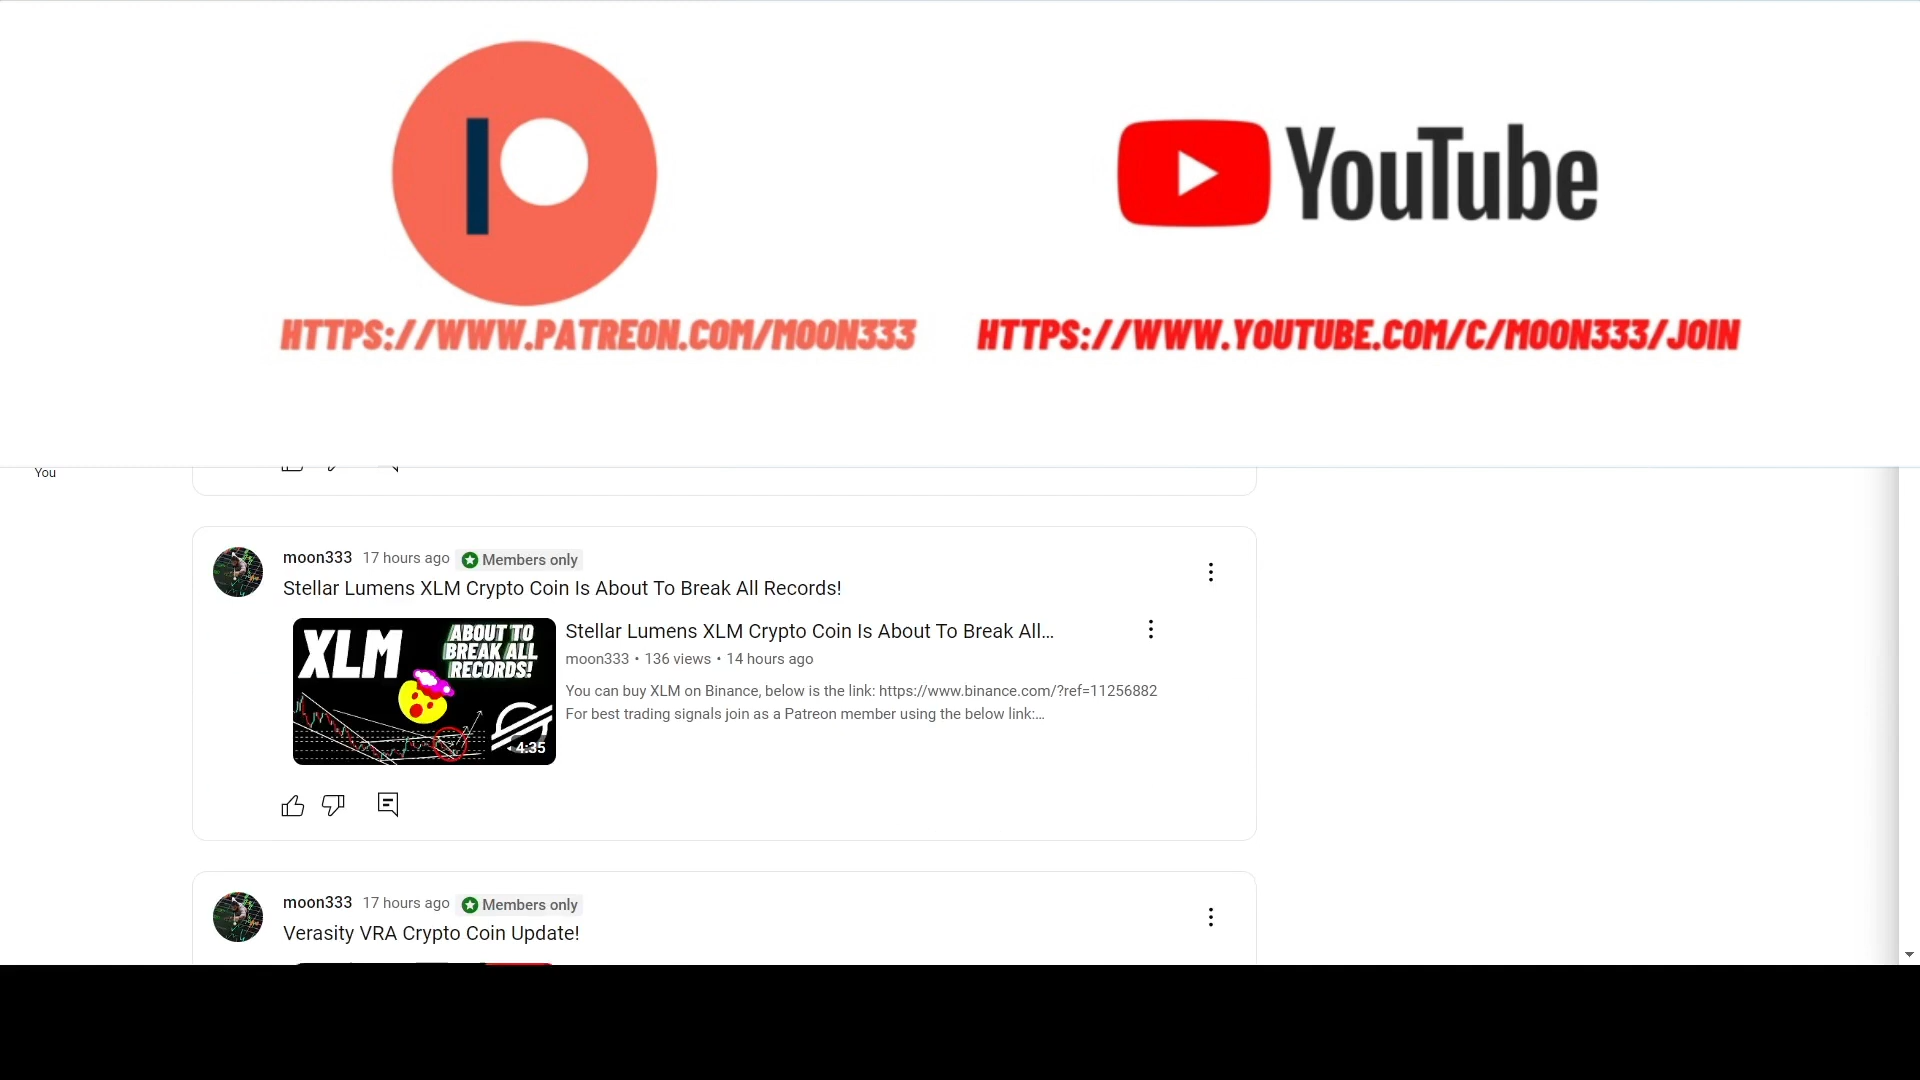 YouTube
HTTPS://WWW.PATREON.COM/MOON333
HTTPS://WWW.YOUTUBE.COM/C/MOON333/JOIN
You
moon333 17 hours ago Members only
Stellar Lumens XLM Crypto Coin Is About To Break All Records!
XLM
ABOUT TO
BREAK ALL
RECORDS!
4:35
Stellar Lumens XLM Crypto Coin Is About To Break All...
moon333 • 136 views • 14 hours ago
You can buy XLM on Binance, below is the link: https://www.binance.com/?ref=11256882
For best trading signals join as a Patreon member using the below link:...
moon333 17 hours ago Members only
Verasity VRA Crypto Coin Update!